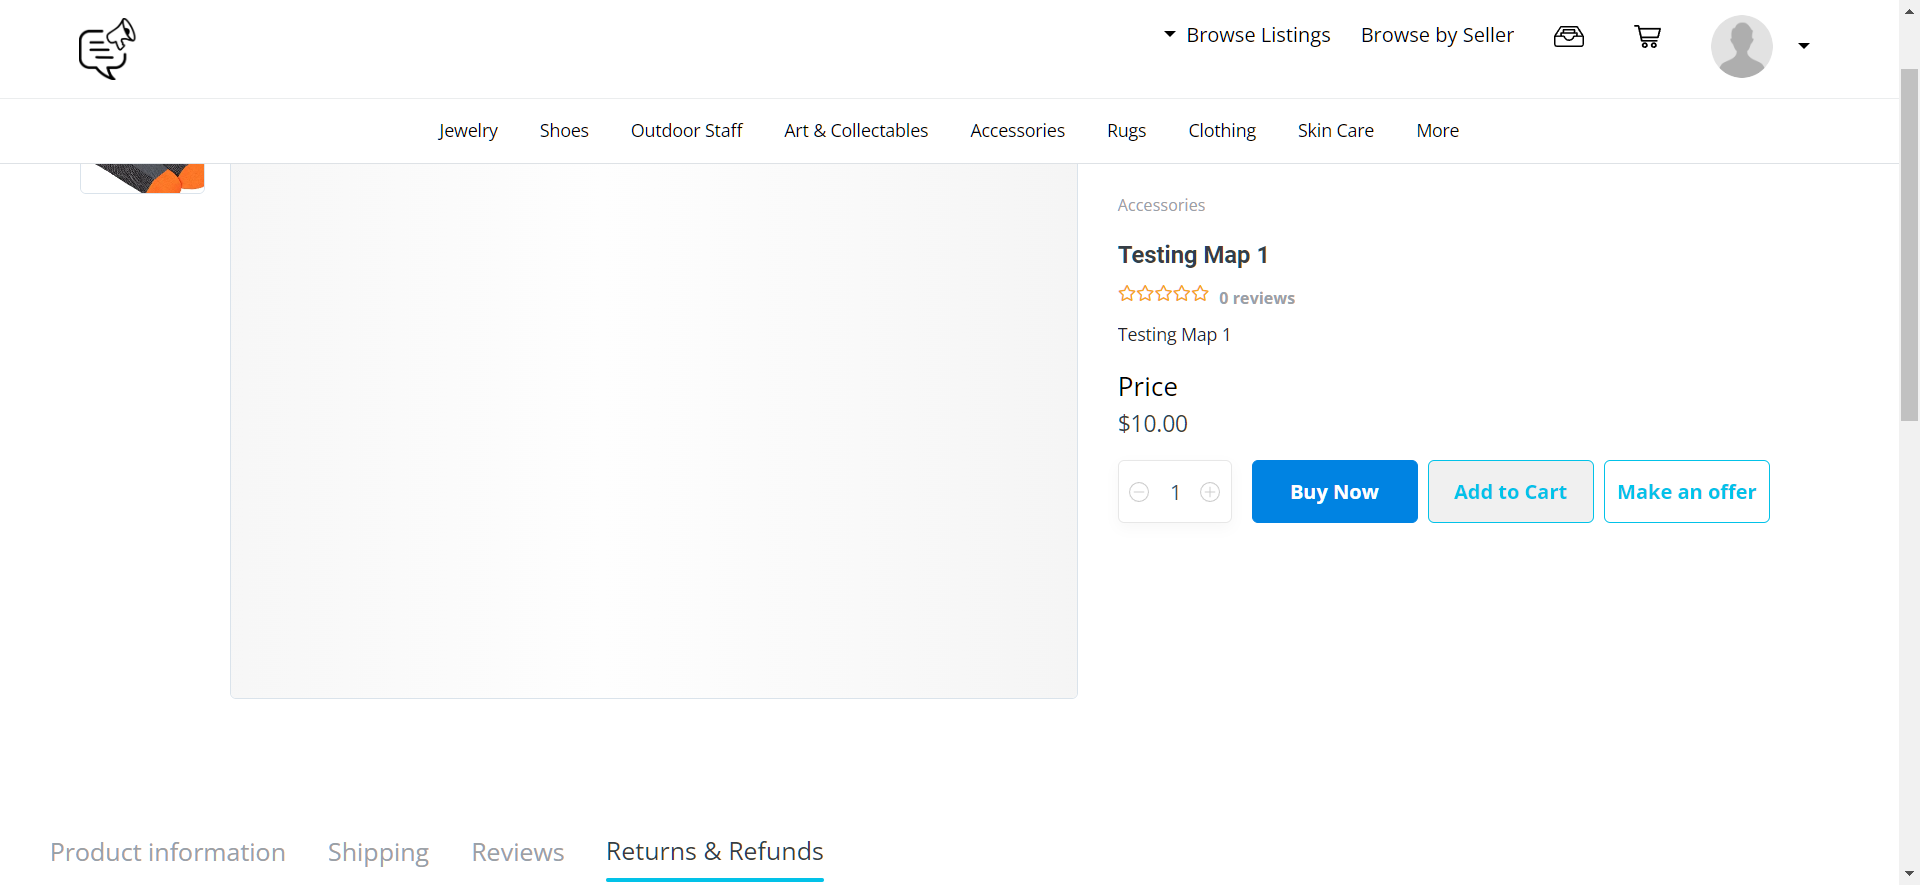 Browse Listings
Browse by Seller
Jewelry
Shoes
Outdoor Staff
Art & Collectables
Accessories
Rugs
Clothing
Skin Care
More
Accessories
Testing Map 1
0 reviews
Testing Map 1
Price
$10.00
1
Buy Now
Add to Cart
Make an offer
Product information
Shipping
Reviews
Returns & Refunds